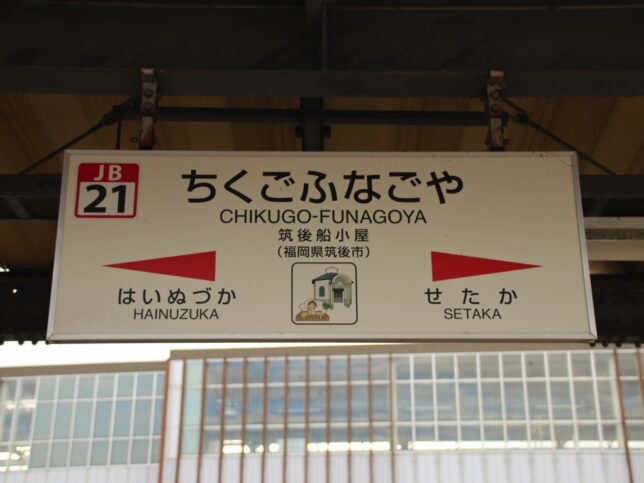 JB
21
ちくごふなごや
CHIKUGO-FUNAGOYA
筑後船小屋
(福岡県筑後市)
はいぬづか
HAINUZUKA
せたか
SETAKA